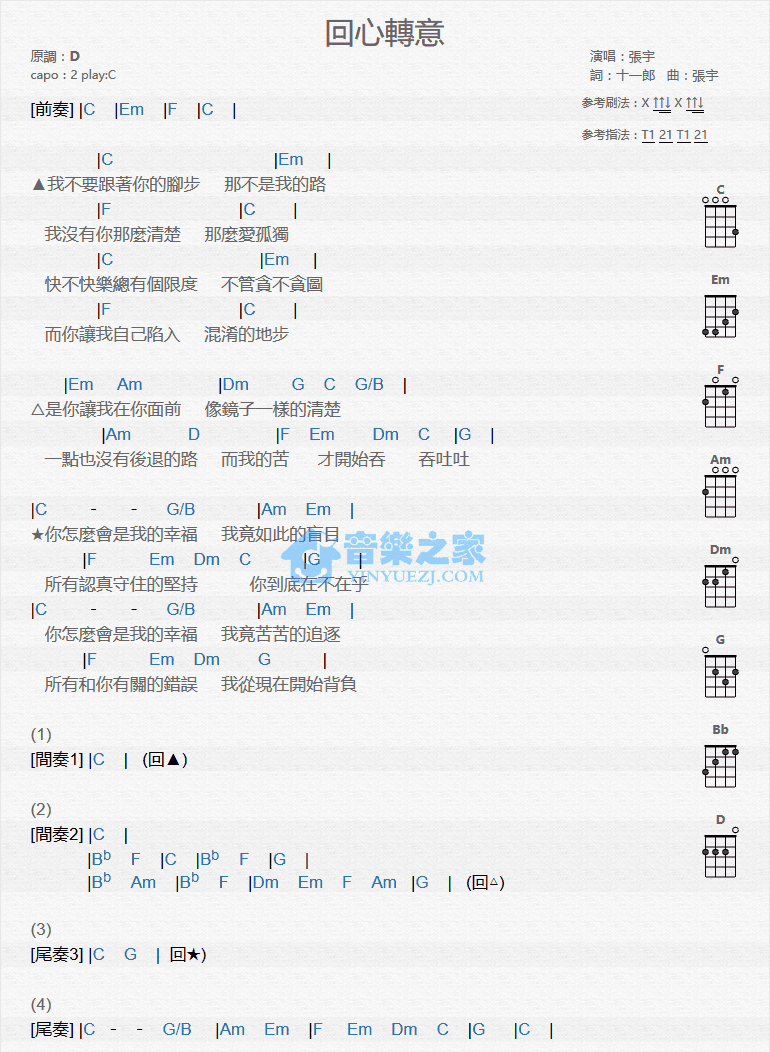 回心轉意
原調：D
capo：2 play:C
演唱：張宇
詞：十一郎 曲：張宇
参考刷法：X ↑↑↓ X ↑↑↓
参考指法：T1 21 T1 21
[前奏] |C |Em |F |C |
|C |Em |
▲我不要跟著你的腳步 那不是我的路
|F |C |
我沒有你那麼清楚 那麼愛孤獨
|C |Em |
快不快樂總有個限度 不管貪不貪圖
|F |C |
而你讓我自己陷入 混淆的地步
|Em Am |Dm G C G/B |
△是你讓我在你面前 像鏡子一樣的清楚
|Am D |F Em Dm C |G |
一點也沒有後退的路 而我的苦 才開始吞 吞吐吐
|C - - G/B |Am Em |
★你怎麼會是我的幸福 我竟如此的盲目
|F Em Dm C |G |
所有認真守住的堅持 你到底在不在乎
|C - - G/B |Am Em |
你怎麼會是我的幸福 我竟苦苦的追逐
|F Em Dm G |
所有和你有關的錯誤 我從現在開始背負
(1)
[間奏1] |C | (回▲)
(2)
[間奏2] |C |
|Bb F |C |Bb F |G |
|Bb Am |Bb F |Dm Em F Am |G | (回△)
(3)
[尾奏3] |C G | 回★)
(4)
[尾奏] |C - - G/B |Am Em |F Em Dm C |G |C |
C
Em
F
Am
Dm
G
Bb
D
音樂之家
YINYUEZJ.COM